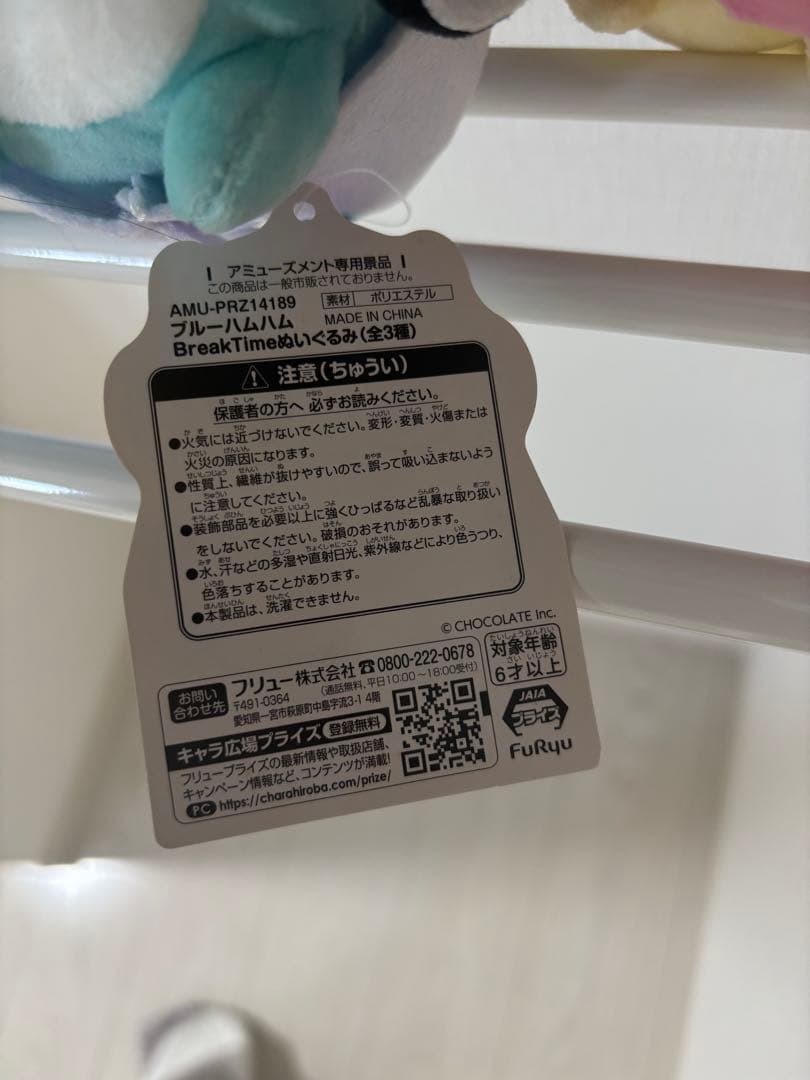 アミューズメント専用景品
この商品は一般市販されておりません。
AMU-PRZ14189
素材 ポリエステル
ブルーハムハム
MADE IN CHINA
BreakTimeぬいぐるみ(全3種)
注意(ちゅうい)
保護者の方へ 必ずお読みください。
●火気には近づけないでください。変形・変質・火傷または
火災の原因になります。
●性質上、繊維が抜けやすいので、誤って吸い込まないよう
に注意してください。
●装飾部品を必要以上に強くひっぱるなど乱暴な取り扱い
をしないでください。破損のおそれがあります。
●水、汗などの多湿や直射日光、紫外線などにより色うつり、
色落ちすることがあります。
●本製品は、洗濯できません。
© CHOCOLATE Inc.
お問い合わせ先
フリュー株式会社 ☎0800-222-0678
〒491-0364 (通話無料、平日10:00~18:00受付)
愛知県一宮市萩原町中島字流3-1 4階
対象年齢
6才以上
キャラ広場プライズ 登録無料
フリュープライズの最新情報や取扱店舗、
キャンペーン情報など、コンテンツが満載!
PC https://charahiroba.com/prize/
JAIA
プライズ
FuRyu